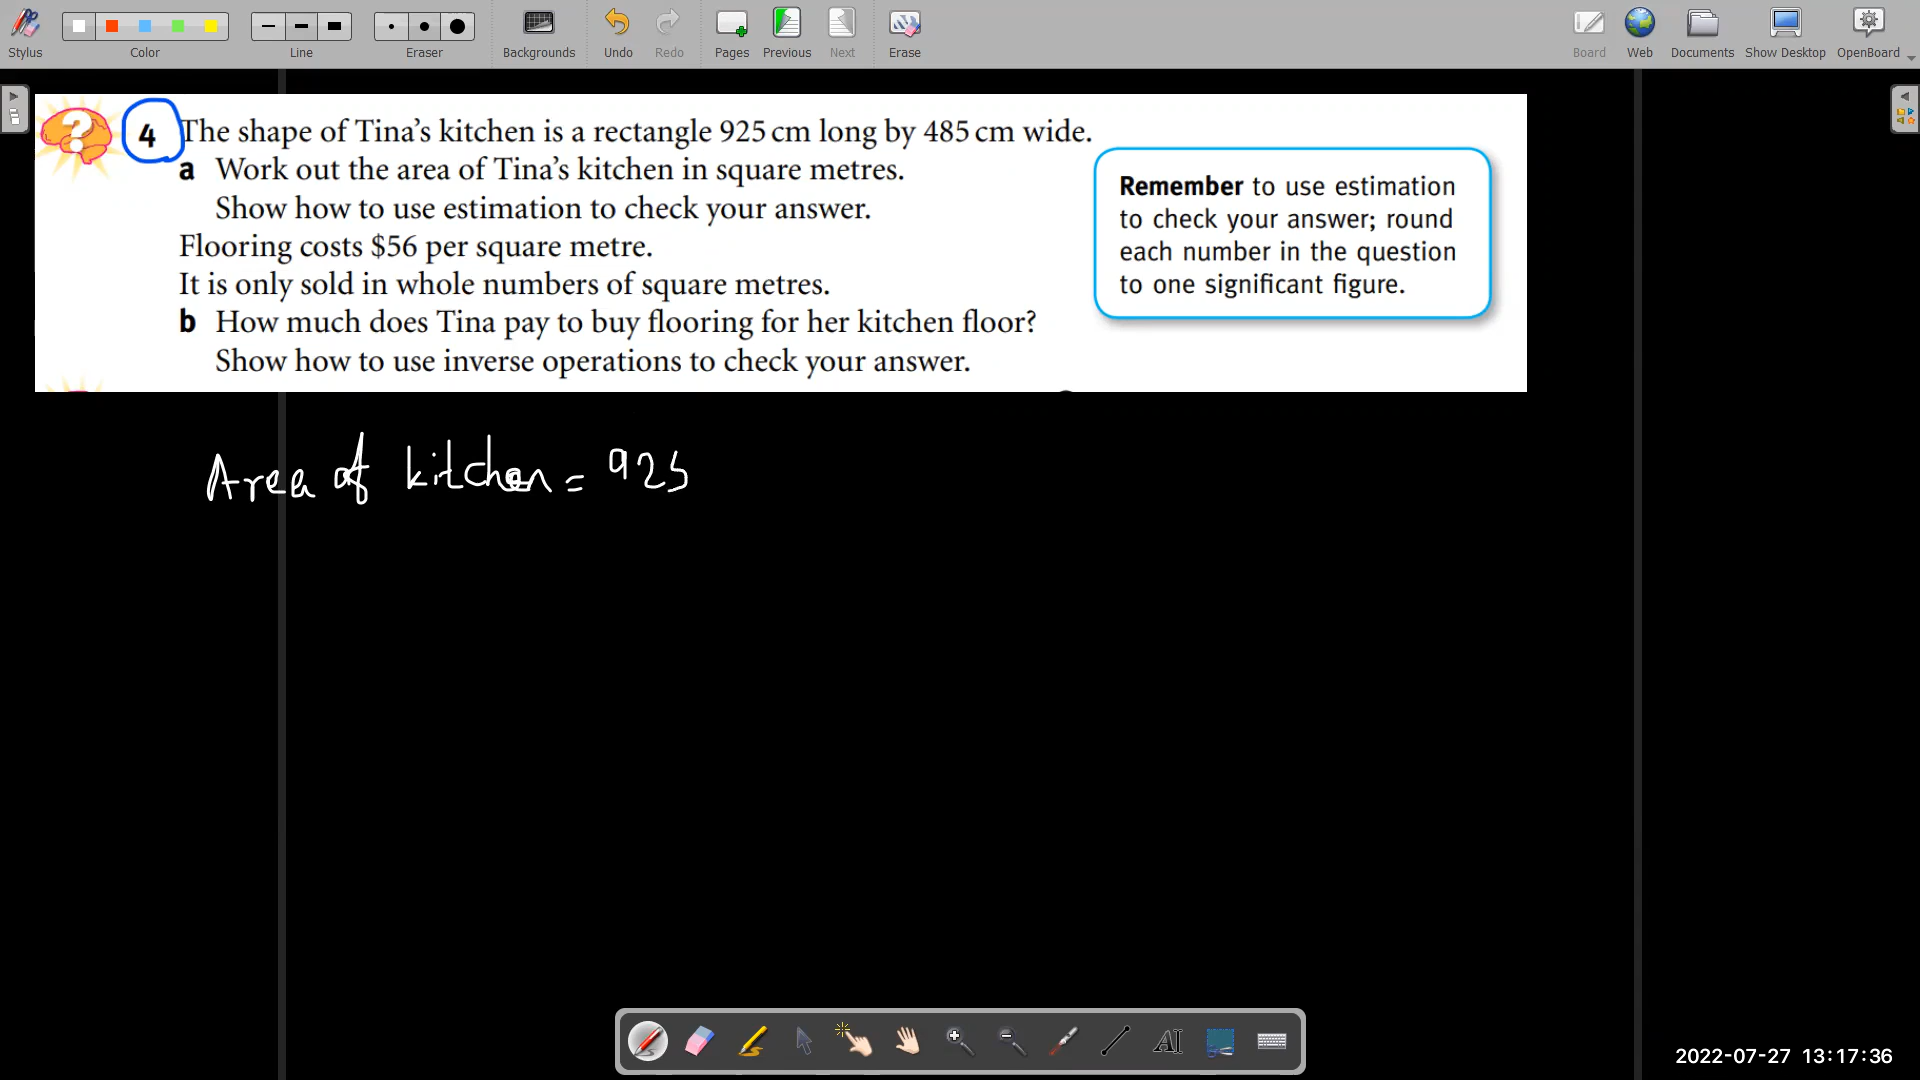 Stylus Color Line Eraser Backgrounds Undo Redo Pages Previous Next Erase Board Web Documents Show Desktop OpenBoard
4 The shape of Tina's kitchen is a rectangle 925 cm long by 485 cm wide.
a Work out the area of Tina's kitchen in square metres.
Show how to use estimation to check your answer.
Flooring costs $56 per square metre.
It is only sold in whole numbers of square metres.
b How much does Tina pay to buy flooring for her kitchen floor?
Show how to use inverse operations to check your answer.
Remember to use estimation
to check your answer; round
each number in the question
to one significant figure.
Area of kitchen = 925
2022-07-27 13:17:36